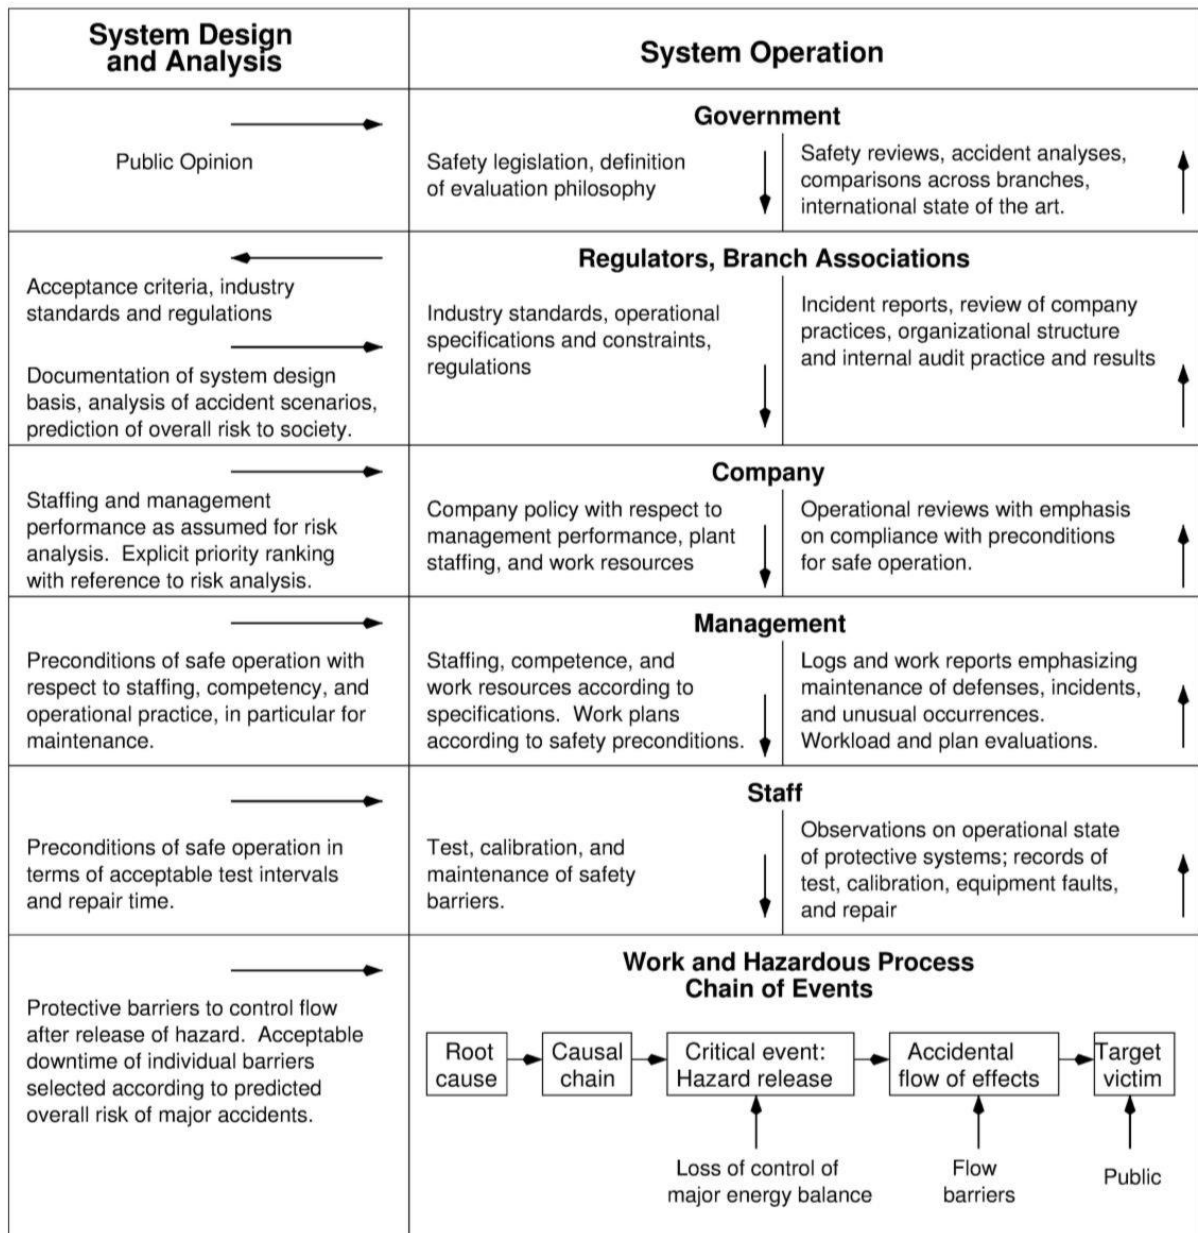 System Design
and Analysis
System Operation
Public Opinion
Government
Safety legislation, definition
of evaluation philosophy
Safety reviews, accident analyses,
comparisons across branches,
international state of the art.
Acceptance criteria, industry
standards and regulations
Documentation of system design
basis, analysis of accident scenarios,
prediction of overall risk to society.
Regulators, Branch Associations
Industry standards, operational
specifications and constraints,
regulations
Incident reports, review of company
practices, organizational structure
and internal audit practice and results
Staffing and management
performance as assumed for risk
analysis. Explicit priority ranking
with reference to risk analysis.
Company
Company policy with respect to
management performance, plant
staffing, and work resources
Operational reviews with emphasis
on compliance with preconditions
for safe operation.
Preconditions of safe operation with
respect to staffing, competency, and
operational practice, in particular for
maintenance.
Management
Staffing, competence, and
work resources according to
specifications. Work plans
according to safety preconditions.
Logs and work reports emphasizing
maintenance of defenses, incidents,
and unusual occurrences.
Workload and plan evaluations.
Preconditions of safe operation in
terms of acceptable test intervals
and repair time.
Staff
Test, calibration, and
maintenance of safety
barriers.
Observations on operational state
of protective systems; records of
test, calibration, equipment faults,
and repair
Protective barriers to control flow
after release of hazard. Acceptable
downtime of individual barriers
selected according to predicted
overall risk of major accidents.
Work and Hazardous Process
Chain of Events
Root
cause
Causal
chain
Critical event:
Hazard release
Accidental
flow of effects
Target
victim
Loss of control of
major energy balance
Flow
barriers
Public